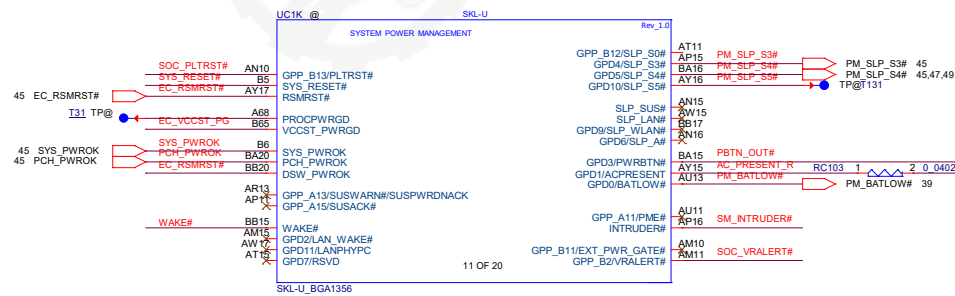 UC1K @ SKL-U
Rev_1.0
SYSTEM POWER MANAGEMENT
AT11
GPP_B12/SLP_S0#
SOC_PLTRST# AN10 GPP_B13/PLTRST#
GPD4/SLP_S3# AP15 PM_SLP_S3# PM_SLP_S3# 45
SYS_RESET# B5 SYS_RESET#
GPD5/SLP_S4# BA16 PM_SLP_S4# PM_SLP_S4# 45,47,49
45 EC_RSMRST# EC_RSMRST# AY17 RSMRST#
GPD10/SLP_S5# AY16 PM_SLP_S5# TP@T131
T31 TP@ A68 PROCPWRGD
SLP_SUS# AN15
EC_VCCST_PG B65 VCCST_PWRGD
SLP_LAN# AW15
GPD9/SLP_WLAN# BB17
GPD6/SLP_A# AN16
45 SYS_PWROK SYS_PWROK B6 SYS_PWROK
45 PCH_PWROK PCH_PWROK BA20 PCH_PWROK
GPD3/PWRBTN# BA15 PBTN_OUT#
EC_RSMRST# BB20 DSW_PWROK
GPD1/ACPRESENT AY15 AC_PRESENT_R RC103 1 2 0_0402
GPD0/BATLOW# AU13 PM_BATLOW# PM_BATLOW# 39
AR13 GPP_A13/SUSWARN#/SUSPWRDNACK
AP11 GPP_A15/SUSACK#
GPP_A11/PME# AU11
WAKE# BB15 WAKE#
INTRUDER# AP16 SM_INTRUDER#
AM15 GPD2/LAN_WAKE#
AW17 GPD11/LANPHYPC
GPP_B11/EXT_PWR_GATE# AM10
AT15 GPD7/RSVD
GPP_B2/VRALERT# AM11 SOC_VRALERT#
11 OF 20
SKL-U_BGA1356